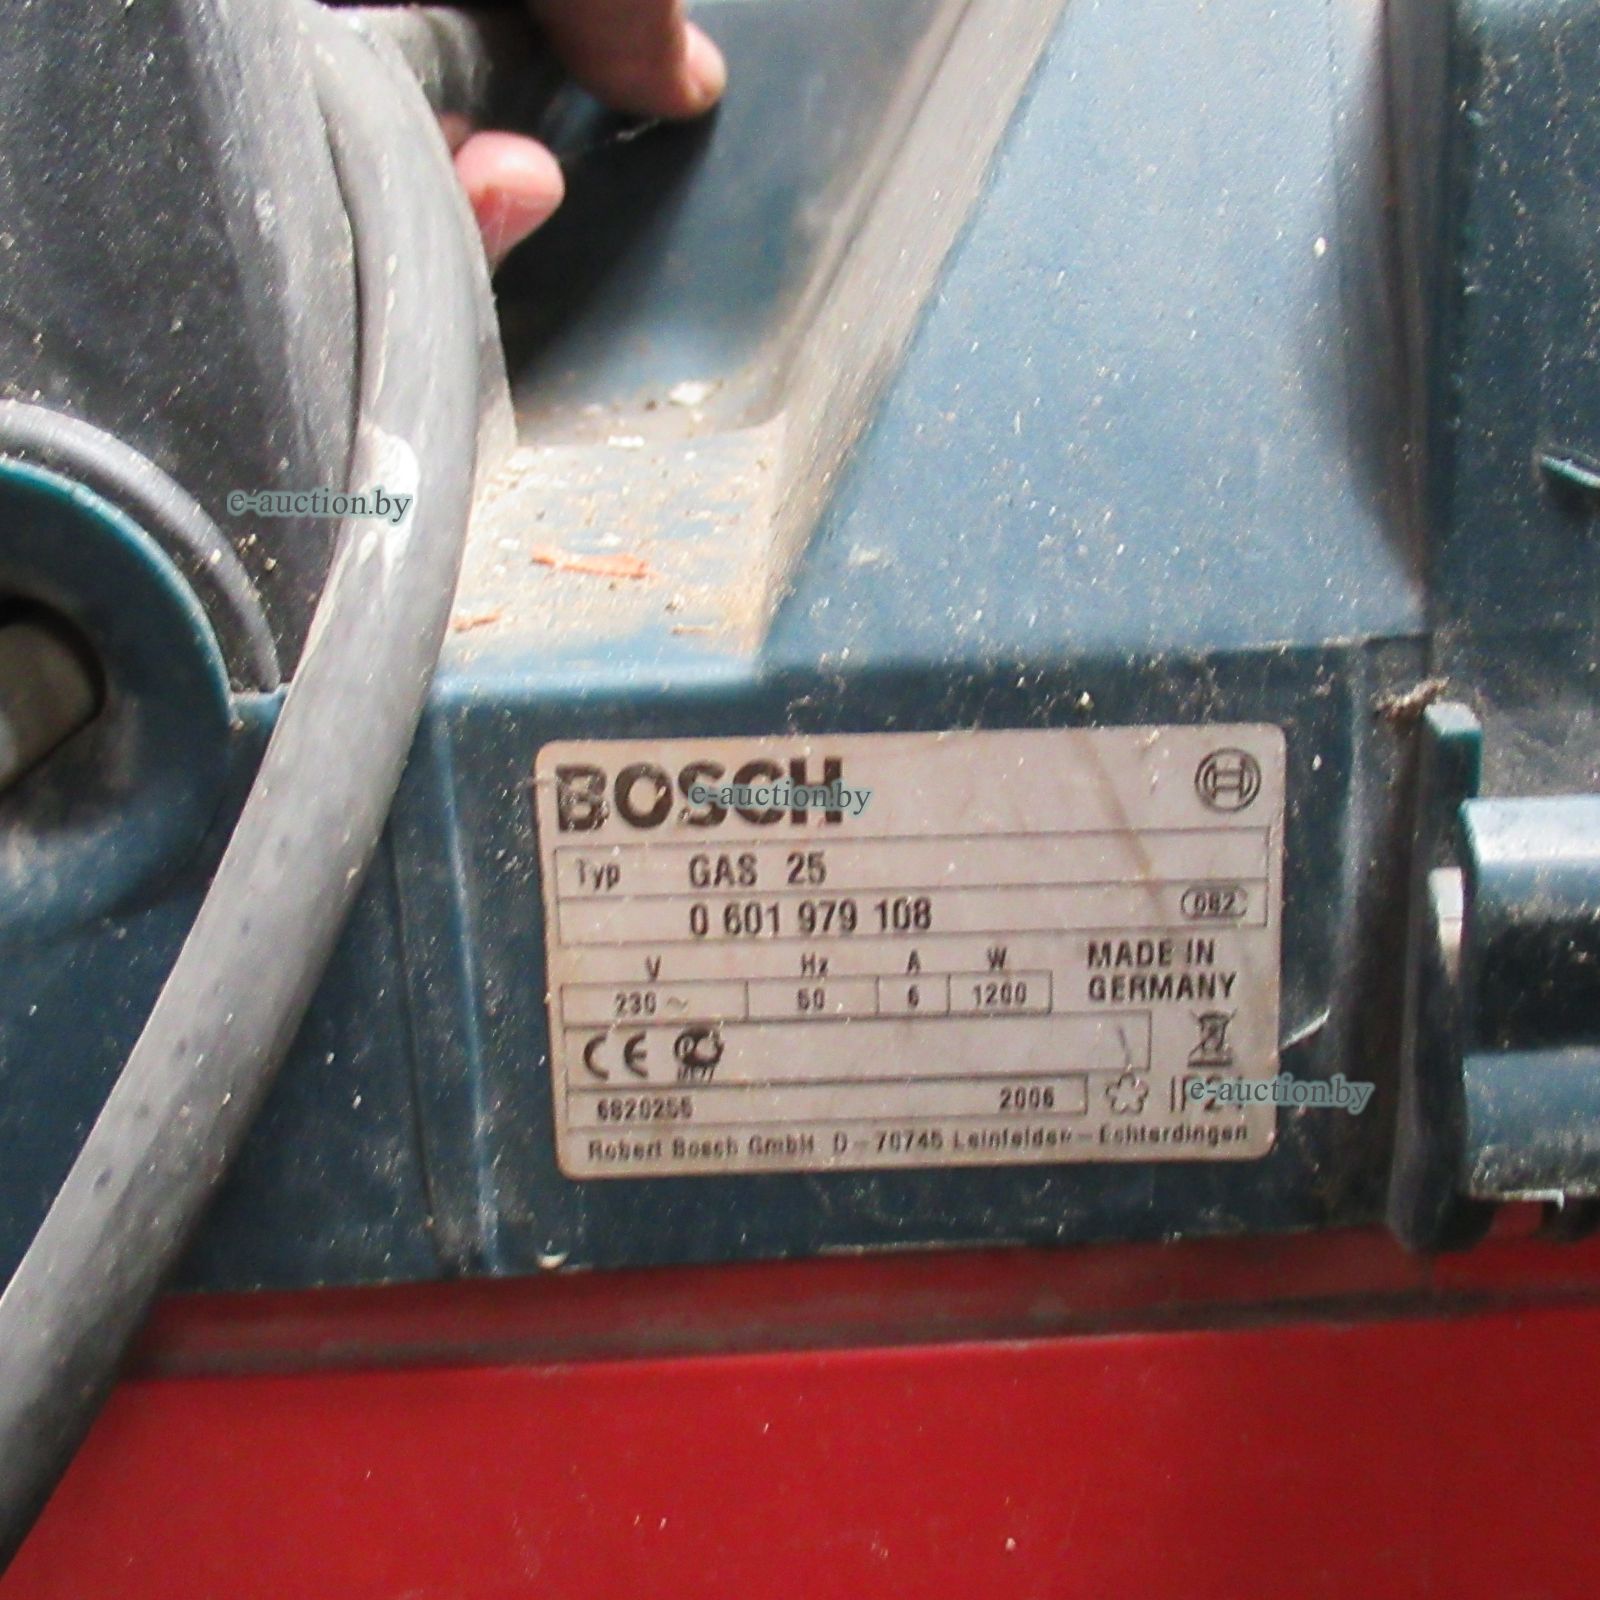 e-auction.by
BOSCH
e-auction.by
Typ GAS 25
0 601 979 108 082
V Hz A W MADE IN
230 ~ 50 6 1200 GERMANY
CE
2006 e-auction.by
Robert Bosch GmbH D - 70745 Leinfelden - Echterdingen